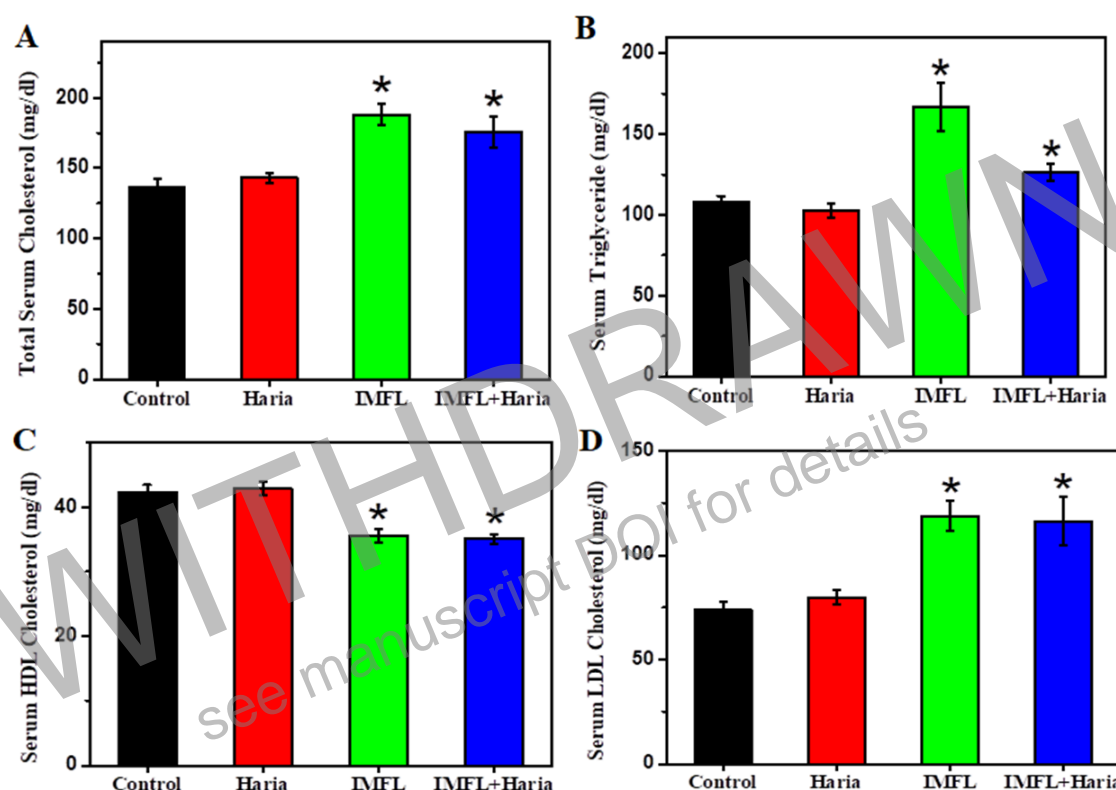 A
Total Serum Cholesterol (mg/dl)
200
150
100
50
0
*
*
Control Haria IMFL IMFL+Haria
B
Serum Triglyceride (mg/dl)
200
150
100
50
0
*
*
Control Haria IMFL IMFL+Haria
C
Serum HDL Cholesterol (mg/dl)
40
20
0
*
*
Control Haria IMFL IMFL+Haria
D
Serum LDL Cholesterol (mg/dl)
150
100
50
0
*
*
Control Haria IMFL IMFL+Haria
WITHDRAWN
see manuscript DOI for details